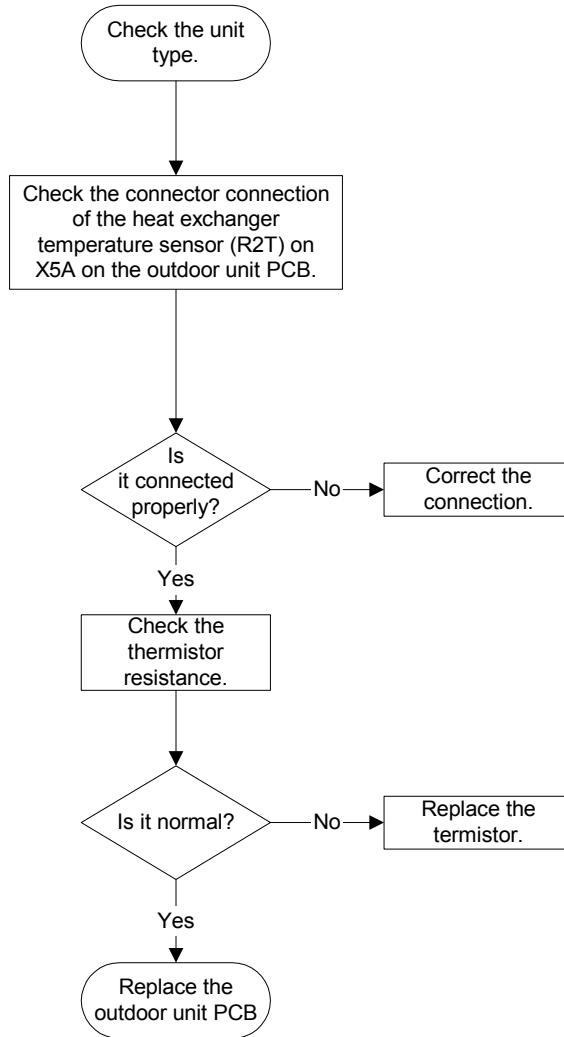 Check the unit
type.
Check the connector connection
of the heat exchanger
temperature sensor (R2T) on
X5A on the outdoor unit PCB.
Is
it connected
properly?
No
Correct the
connection.
Yes
Check the
thermistor
resistance.
Is it normal?
No
Replace the
termistor.
Yes
Replace the
outdoor unit PCB